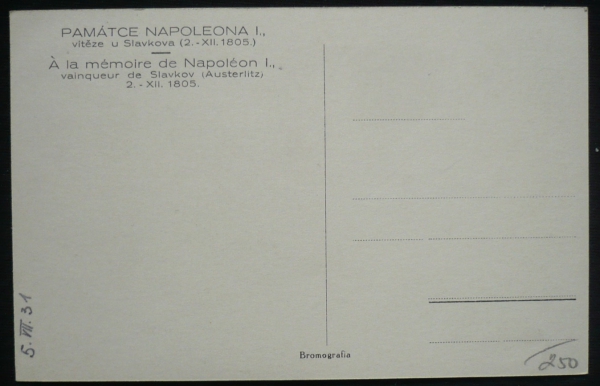 PAMÁTCE NAPOLEONA I.,
vítěze u Slavkova (2.-XII. 1805.)
À la mémoire de Napoléon I.,
vainqueur de Slavkov (Austerlitz)
2. - XII. 1805.
5. VII. 31
Bromografia
250